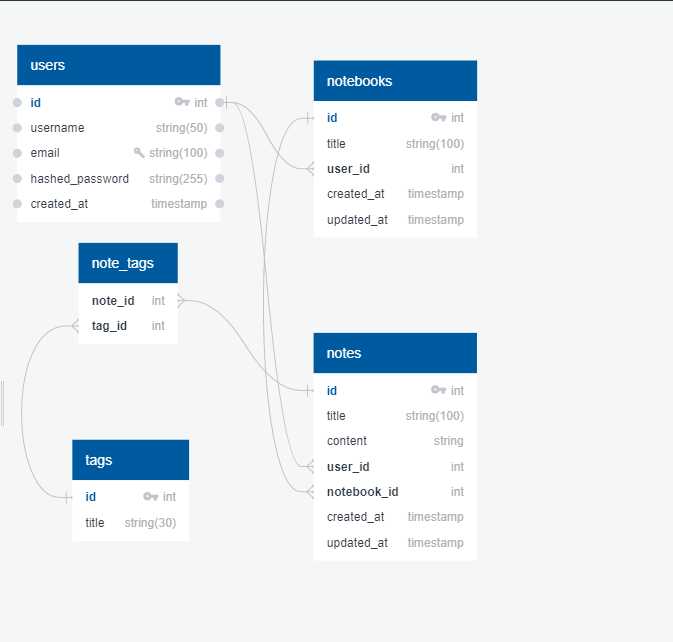 users
id int
username string(50)
email string(100)
hashed_password string(255)
created_at timestamp
notebooks
id int
title string(100)
user_id int
created_at timestamp
updated_at timestamp
note_tags
note_id int
tag_id int
notes
id int
title string(100)
content string
user_id int
notebook_id int
created_at timestamp
updated_at timestamp
tags
id int
title string(30)